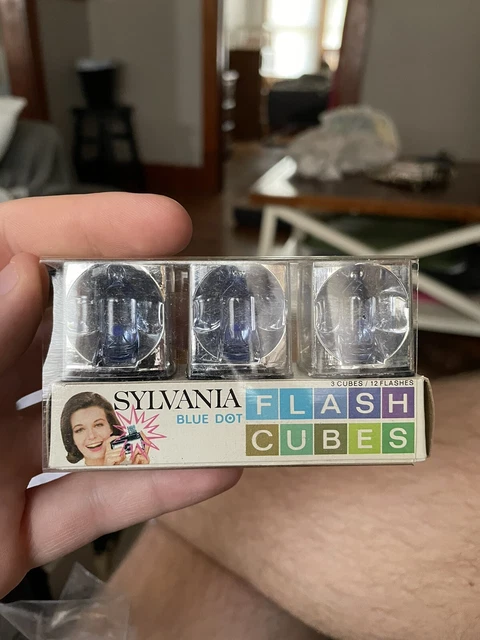 3 CUBES / 12 FLASHES
SYLVANIA
BLUE DOT
FLASH
CUBES